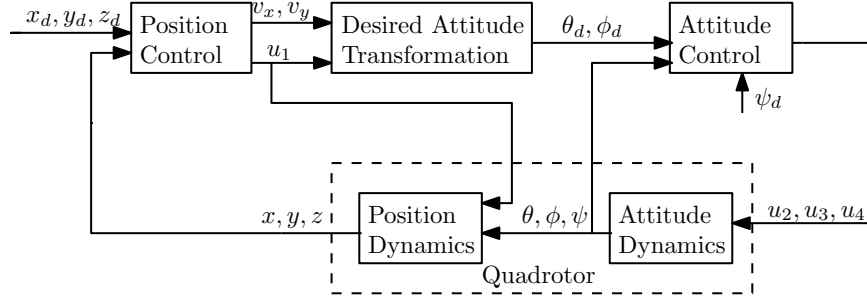 x_d, y_d, z_d
Position
Control
v_x, v_y
u_1
Desired Attitude
Transformation
θ_d, ϕ_d
Attitude
Control
ψ_d
x, y, z
Position
Dynamics
θ, ϕ, ψ
Attitude
Dynamics
u_2, u_3, u_4
Quadrotor